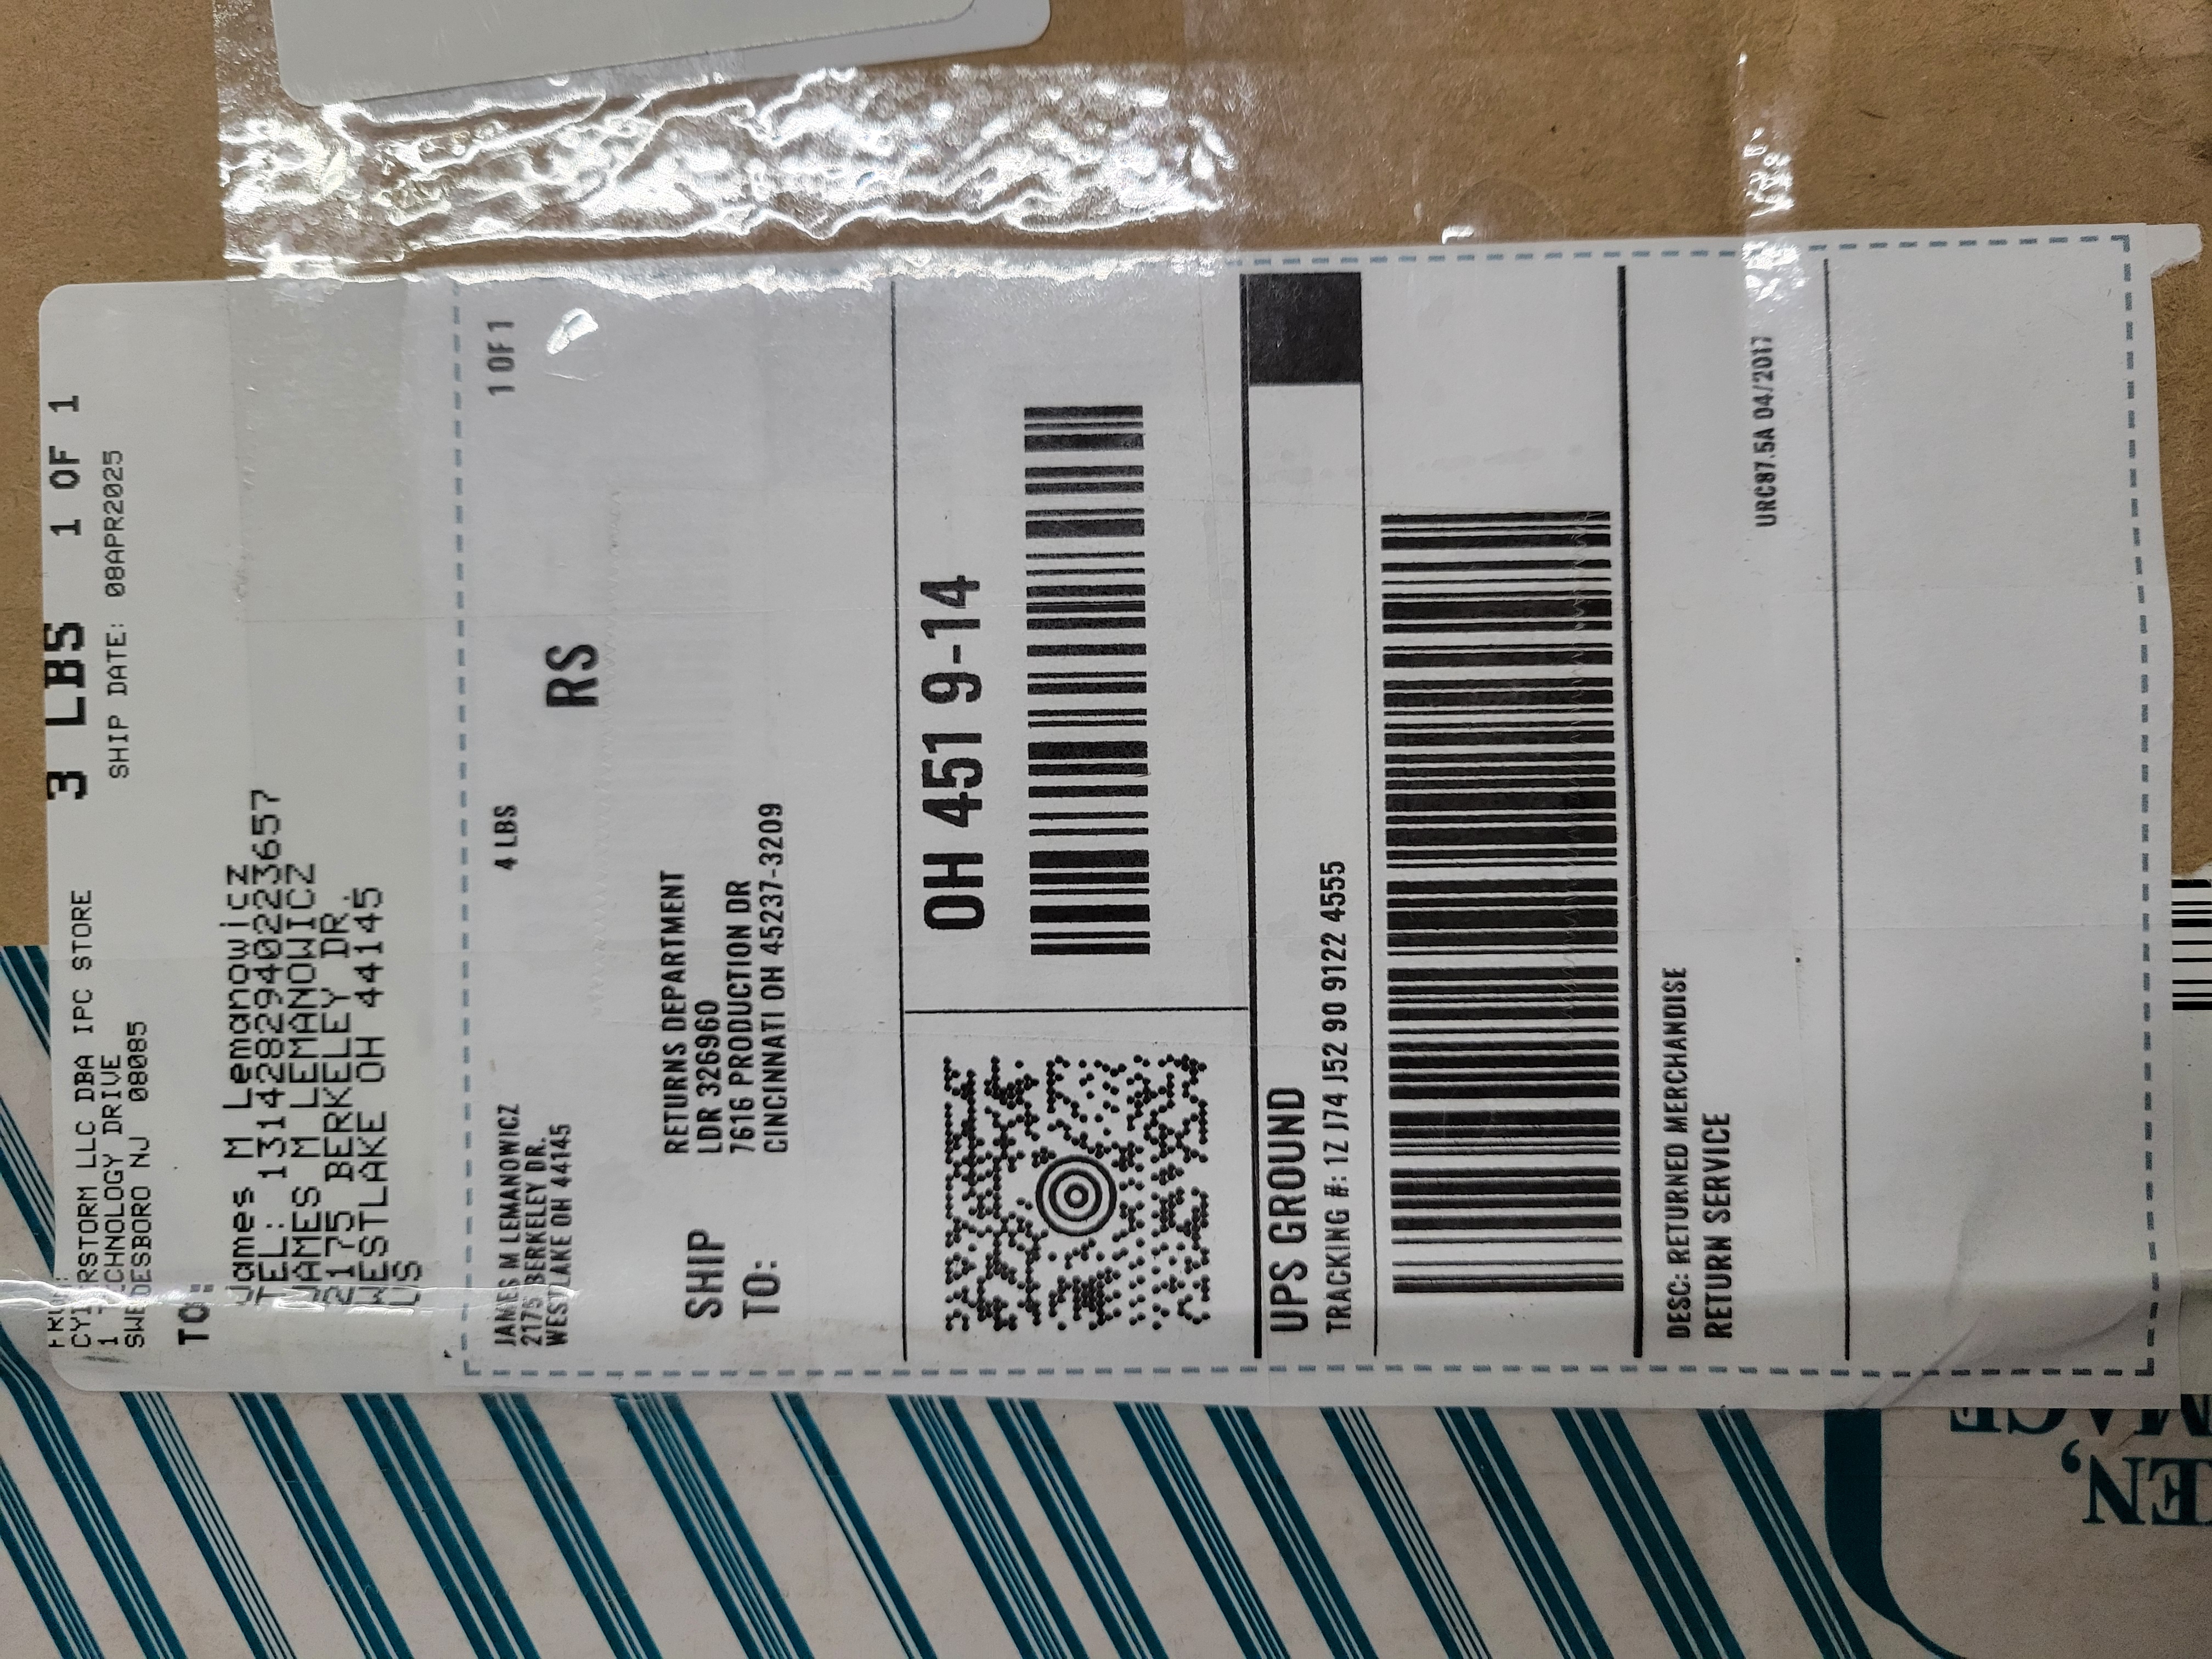 3 LBS 1 OF 1
RSTORM LLC DBA IPC STORE
SHIP DATE: 08APR2025
1 CHNOLOGY DRIVE
SWEDESBORO NJ 08085
TO:
James M Lemanowicz
TEL: 13142829402233657
JAMES M LEMANOWICZ
2175 BERKELEY DR.
WESTLAKE OH 44145
US
JAMES M LEMANOWICZ
2175 BERKELEY DR.
WESTLAKE OH 44145
4 LBS
1 OF 1
RS
SHIP
TO:
RETURNS DEPARTMENT
LDR 326960
7616 PRODUCTION DR
CINCINNATI OH 45237-3209
OH 451 9-14
UPS GROUND
TRACKING #: 1Z J74 J52 90 9122 4555
DESC: RETURNED MERCHANDISE
RETURN SERVICE
URC87.5A 04/2017